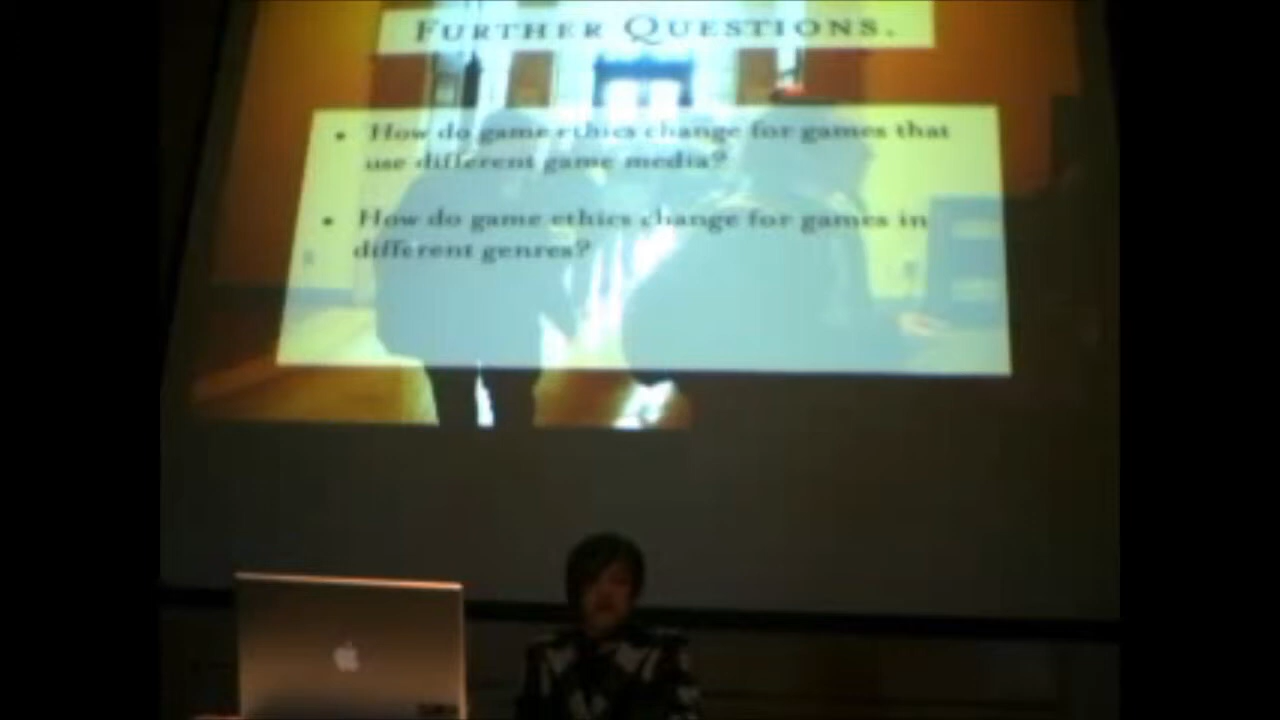 FURTHER QUESTIONS.
• How do game ethics change for games that
use different game media?
• How do game ethics change for games in
different genres?